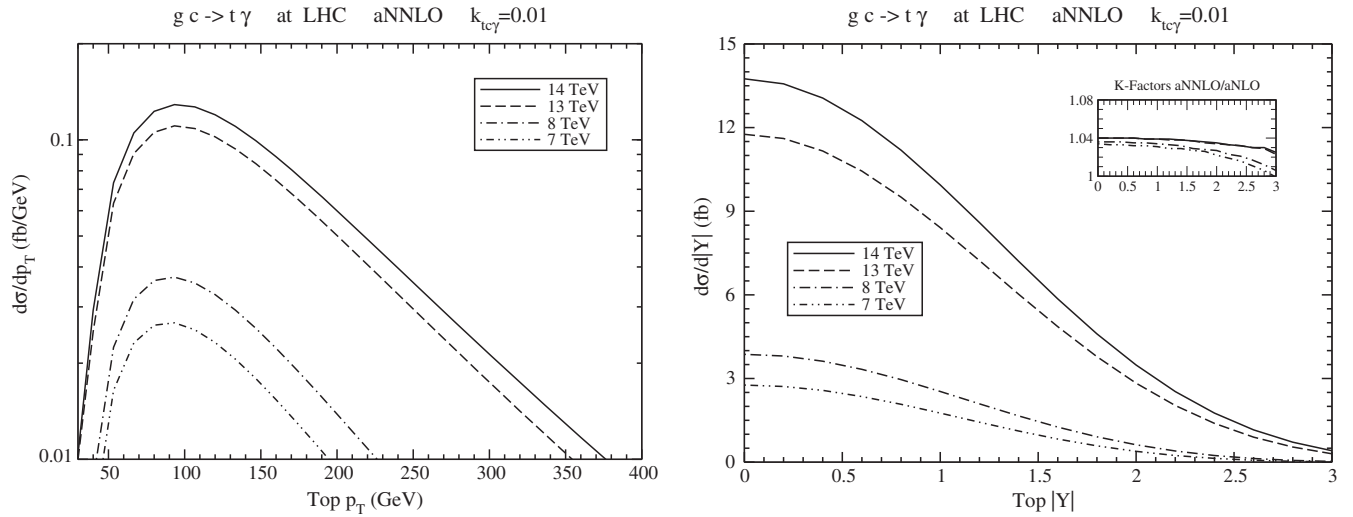 g c -> t γ at LHC aNNLO k_tcγ=0.01
0.1
0.01
dσ/dp_T (fb/GeV)
14 TeV
13 TeV
8 TeV
7 TeV
50 100 150 200 250 300 350 400
Top p_T (GeV)
g c -> t γ at LHC aNNLO k_tcγ=0.01
15
12
9
6
3
0
dσ/d|Y| (fb)
K-Factors aNNLO/aNLO
1.08
1.04
1
0 0.5 1 1.5 2 2.5 3
14 TeV
13 TeV
8 TeV
7 TeV
0 0.5 1 1.5 2 2.5 3
Top |Y|